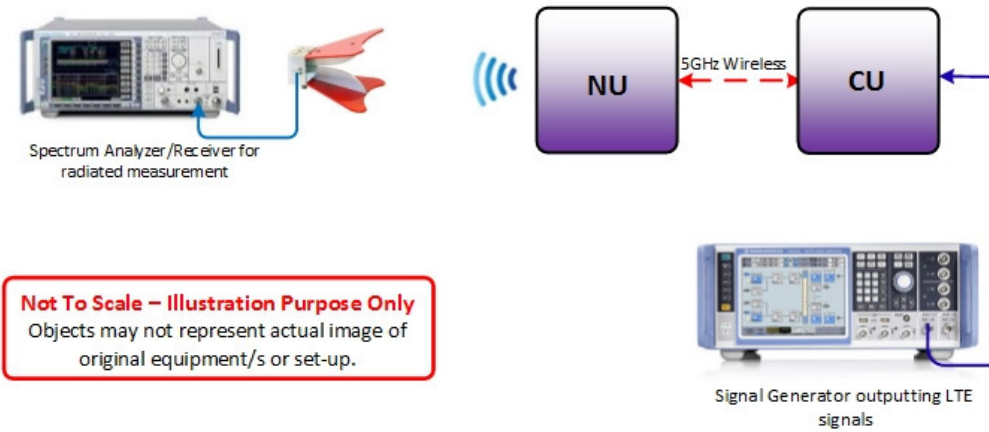 NU
5GHz Wireless
CU
Spectrum Analyzer/Receiver for
radiated measurement
Not To Scale – Illustration Purpose Only
Objects may not represent actual image of
original equipment/s or set-up.
Signal Generator outputting LTE
signals